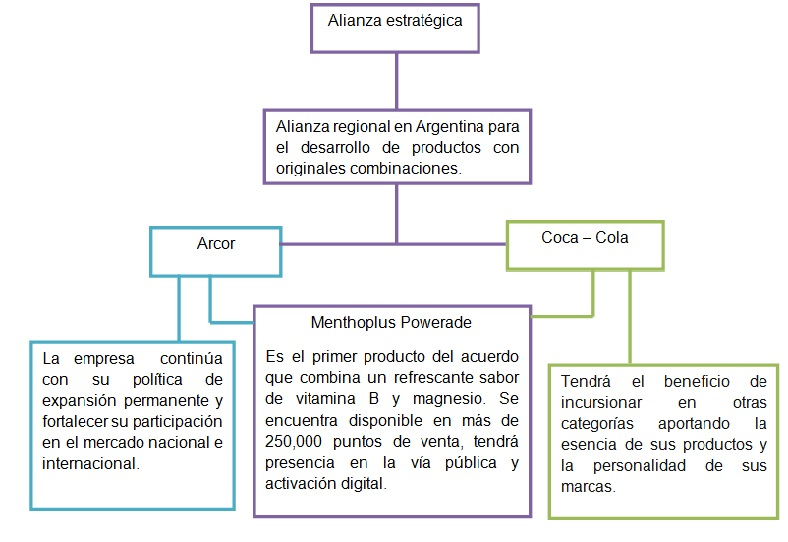 Alianza estratégica
Alianza regional en Argentina para
el desarrollo de productos con
originales combinaciones.
Arcor
Coca – Cola
La empresa continúa
con su política de
expansión permanente y
fortalecer su participación
en el mercado nacional e
internacional.
Menthoplus Powerade
Es el primer producto del acuerdo
que combina un refrescante sabor
de vitamina B y magnesio. Se
encuentra disponible en más de
250,000 puntos de venta, tendrá
presencia en la vía pública y
activación digital.
Tendrá el beneficio de
incursionar en otras
categorías aportando la
esencia de sus productos y
la personalidad de sus
marcas.